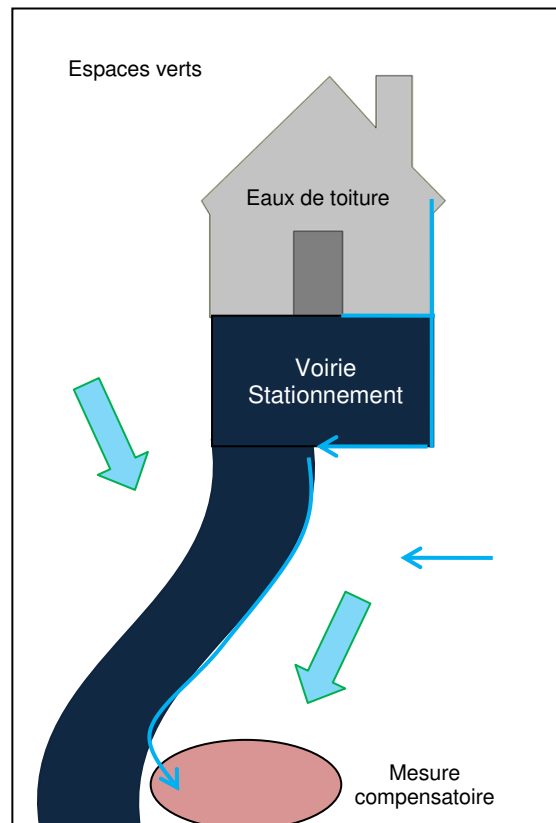 Espaces verts
Eaux de toiture
Voirie
Stationnement
Mesure
compensatoire